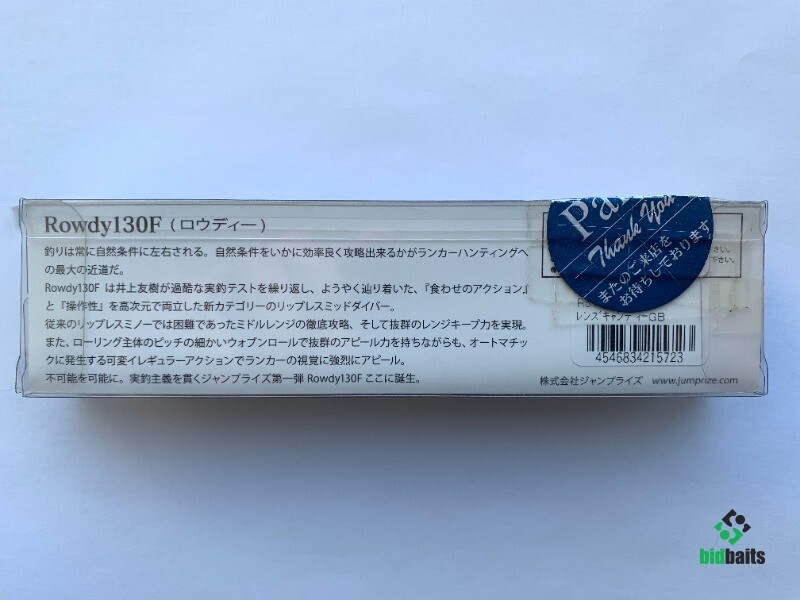 Rowdy130F (ロウディー)
釣りは常に自然条件に左右される。自然条件をいかに効率良く攻略出来るかがランカーハンティングへ
の最大の近道だ。
Rowdy130F は井上友樹が過酷な実釣テストを繰り返し、ようやく辿り着いた、『食わせのアクション』
と『操作性』を高次元で両立した新カテゴリーのリップレスミッドダイバー。
従来のリップレスミノーでは困難であったミドルレンジの徹底攻略、そして抜群のレンジキープ力を実現。
また、ローリング主体のピッチの細かいウォブンロールで抜群のアピール力を持ちながらも、オートマチッ
クに発生する可変イレギュラーアクションでランカーの視覚に強烈にアピール。
不可能を可能に。実釣主義を貫くジャンプライズ第一弾 Rowdy130F ここに誕生。
Thank You
またのご来店を
お待ちしております
さい。
下さい。
レンズキャンディーGB
4546834215723
株式会社ジャンプライズ www.jumprize.com
bidbaits